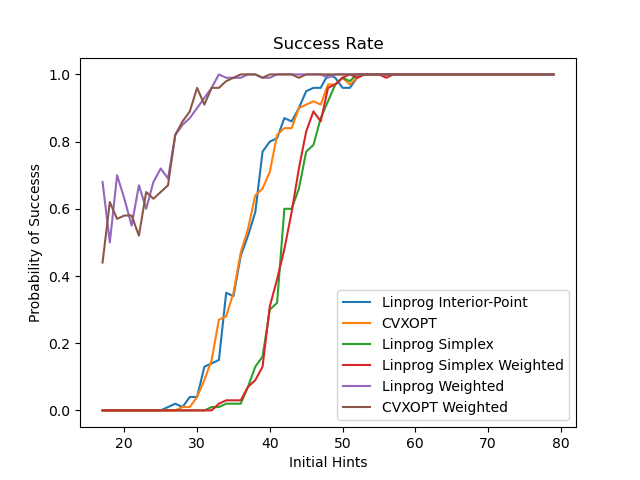 Success Rate
1.0
0.8
0.6
0.4
0.2
0.0
Probability of Successs
20 30 40 50 60 70 80
Initial Hints
Linprog Interior-Point
CVXOPT
Linprog Simplex
Linprog Simplex Weighted
Linprog Weighted
CVXOPT Weighted